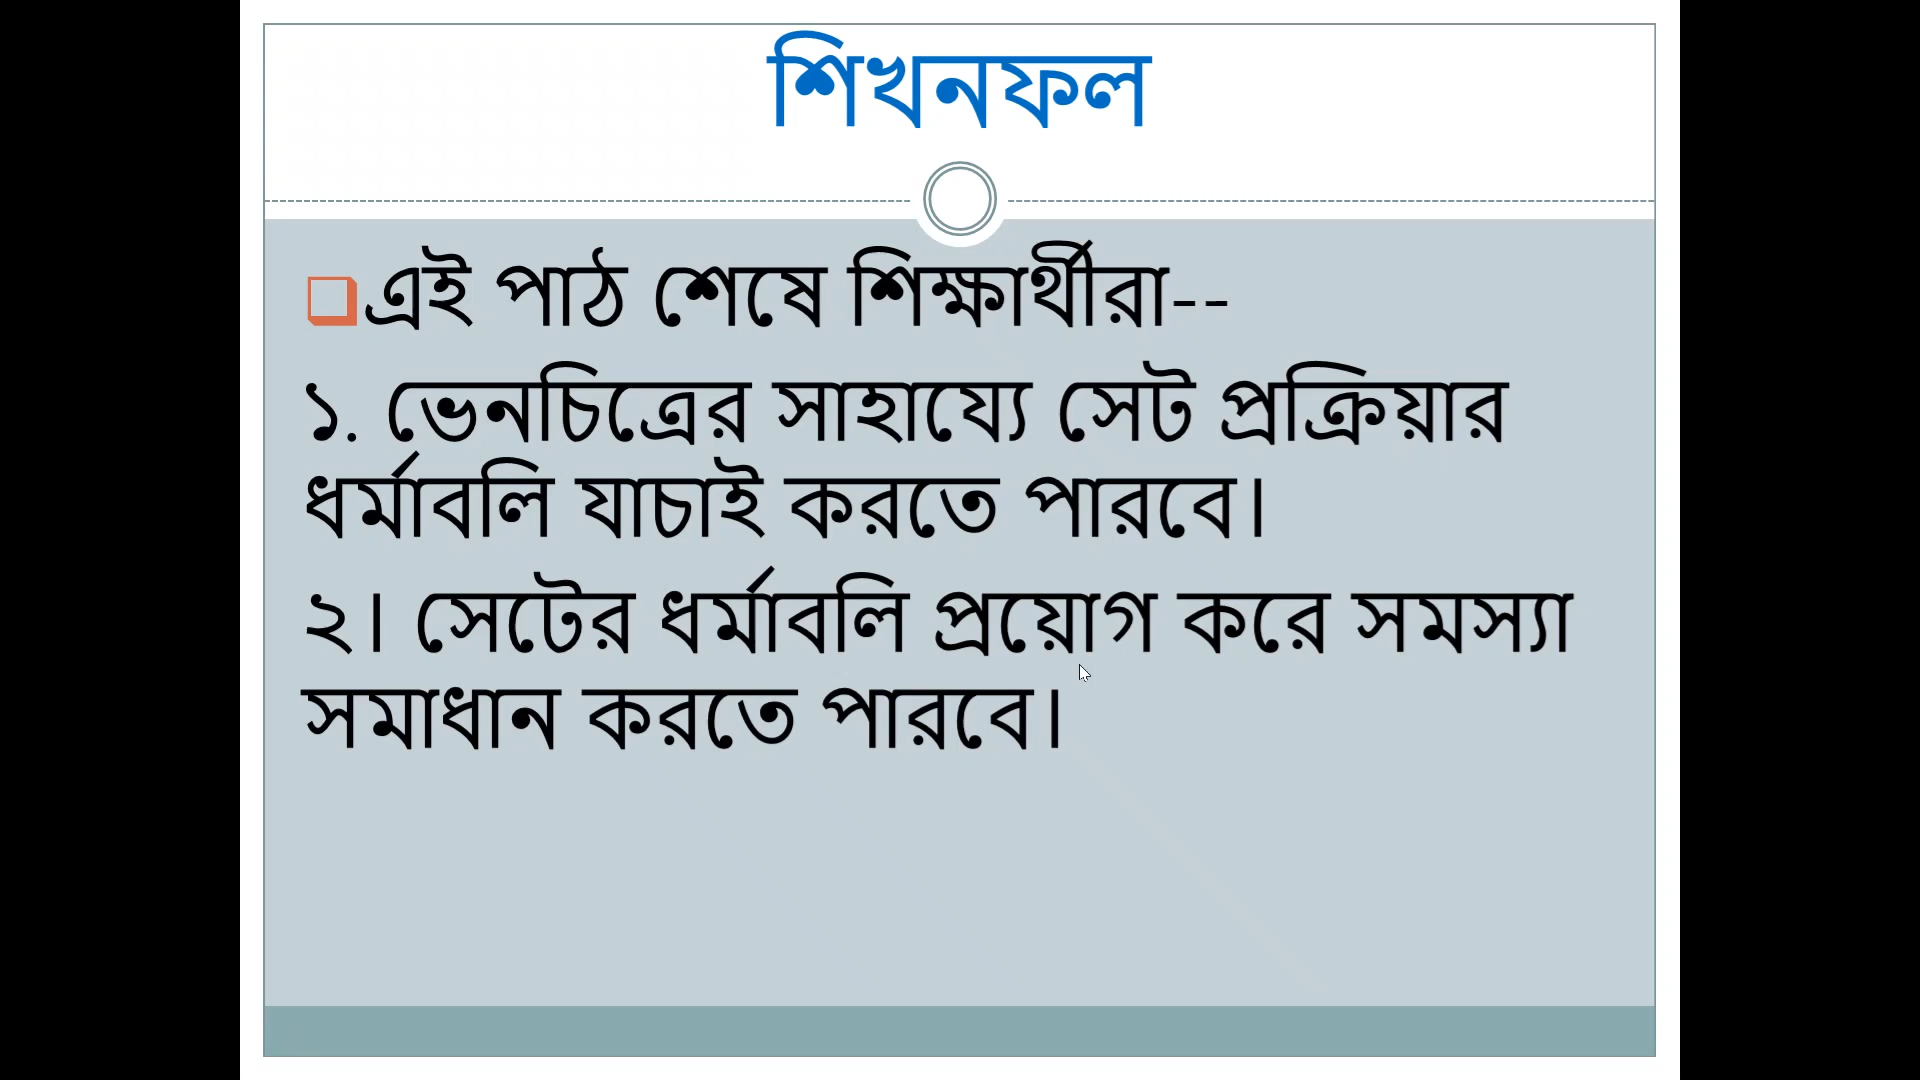 শিখনফল
এই পাঠ শেষে শিক্ষার্থীরা--
১. ভেনচিত্রের সাহায্যে সেট প্রক্রিয়ার
ধর্মাবলি যাচাই করতে পারবে।
২। সেটের ধর্মাবলি প্রয়োগ করে সমস্যা
সমাধান করতে পারবে।